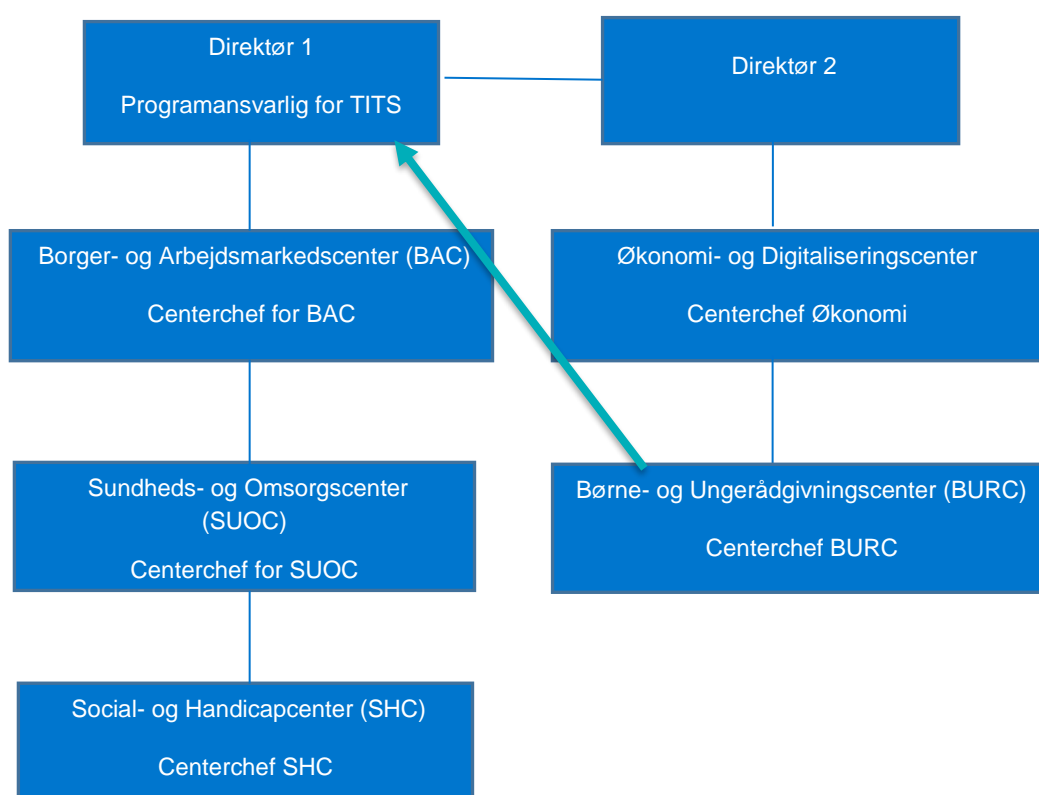 Direktør 1
Programansvarlig for TITS
Direktør 2
Borger- og Arbejdsmarkedscenter (BAC)
Centerchef for BAC
Økonomi- og Digitaliseringscenter
Centerchef Økonomi
Sundheds- og Omsorgscenter
(SUOC)
Centerchef for SUOC
Børne- og Ungerådgivningscenter (BURC)
Centerchef BURC
Social- og Handicapcenter (SHC)
Centerchef SHC